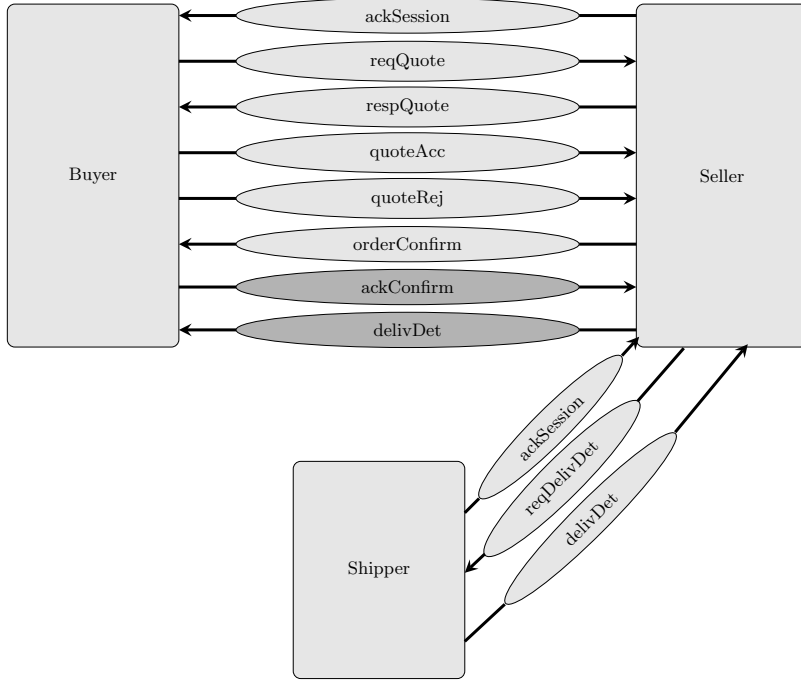 ackSession
reqQuote
respQuote
quoteAcc
Buyer
Seller
quoteRej
orderConfirm
ackConfirm
delivDet
ackSession
reqDelivDet
delivDet
Shipper